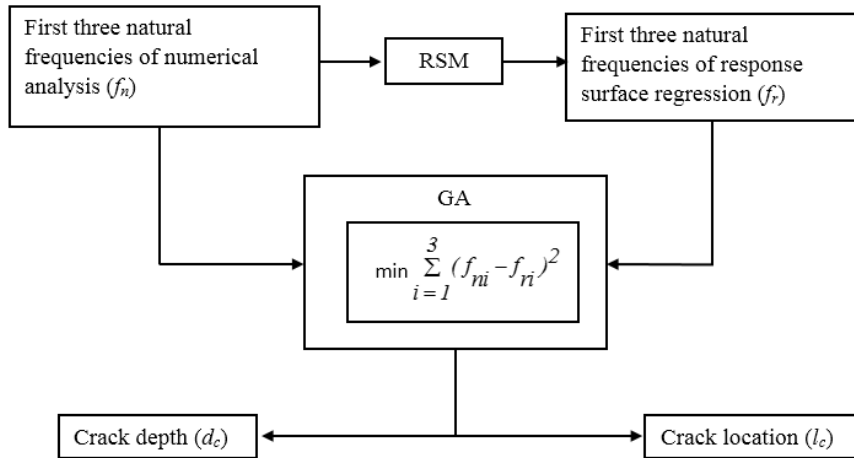 First three natural
frequencies of numerical
analysis (fn)
RSM
First three natural
frequencies of response
surface regression (fr)
GA
min 3 Σ i = 1 (fni − fri)2
Crack depth (dc)
Crack location (lc)